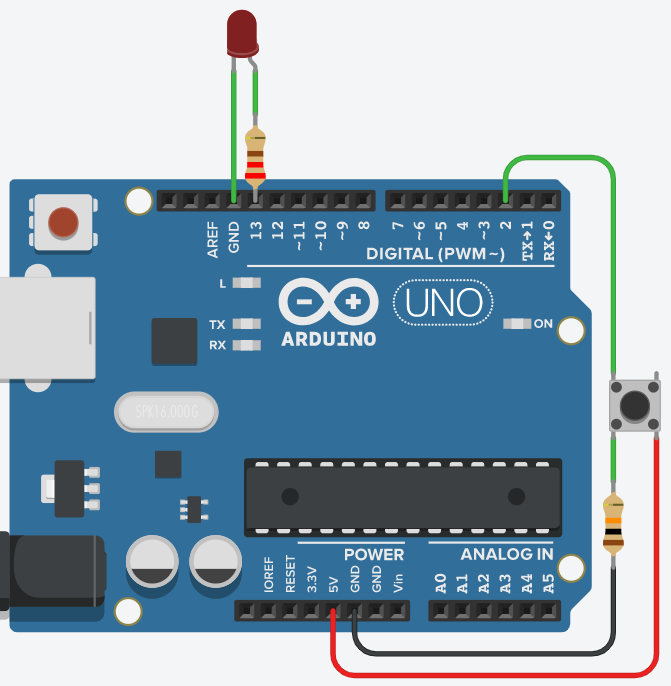 AREF
GND
13
12
~11
~10
~9
8
7
~6
~5
4
~3
2
TX→1
RX←0
DIGITAL (PWM~)
L
TX
RX
UNO
ARDUINO
ON
SPK16.000G
POWER
ANALOG IN
IOREF
RESET
3.3V
5V
GND
GND
Vin
A0
A1
A2
A3
A4
A5